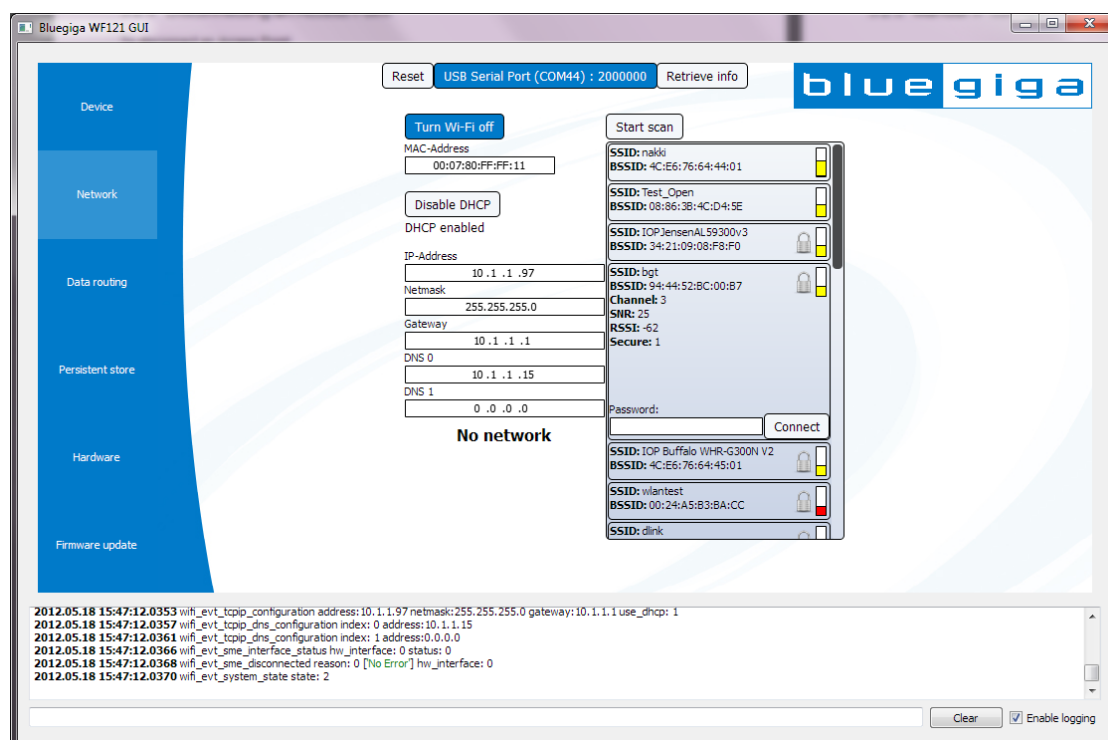 Bluegiga WF121 GUI
Reset
USB Serial Port (COM44) : 2000000
Retrieve info
bluegiga
Device
Network
Data routing
Persistent store
Hardware
Firmware update
Turn Wi-Fi off
MAC-Address
00:07:80:FF:FF:11
Disable DHCP
DHCP enabled
IP-Address
10 .1 .1 .97
Netmask
255.255.255.0
Gateway
10 .1 .1 .1
DNS 0
10 .1 .1 .15
DNS 1
0 .0 .0 .0
No network
Start scan
SSID: nakki
BSSID: 4C:E6:76:64:44:01
SSID: Test_Open
BSSID: 08:86:3B:4C:D4:5E
SSID: IOPJensenAL59300v3
BSSID: 34:21:09:08:F8:F0
SSID: bgt
BSSID: 94:44:52:BC:00:B7
Channel: 3
SNR: 25
RSSI: -62
Secure: 1
Password:
Connect
SSID: IOP Buffalo WHR-G300N V2
BSSID: 4C:E6:76:64:45:01
SSID: wlantest
BSSID: 00:24:A5:B3:BA:CC
SSID: dlink
2012.05.18 15:47:12.0353 wifi_evt_tcpip_configuration address:10.1.1.97 netmask:255.255.255.0 gateway:10.1.1.1 use_dhcp: 1
2012.05.18 15:47:12.0357 wifi_evt_tcpip_dns_configuration index: 0 address:10.1.1.15
2012.05.18 15:47:12.0361 wifi_evt_tcpip_dns_configuration index: 1 address:0.0.0.0
2012.05.18 15:47:12.0366 wifi_evt_sme_interface_status hw_interface: 0 status: 0
2012.05.18 15:47:12.0368 wifi_evt_sme_disconnected reason: 0 ['No Error'] hw_interface: 0
2012.05.18 15:47:12.0370 wifi_evt_system_state state: 2
Clear
Enable logging